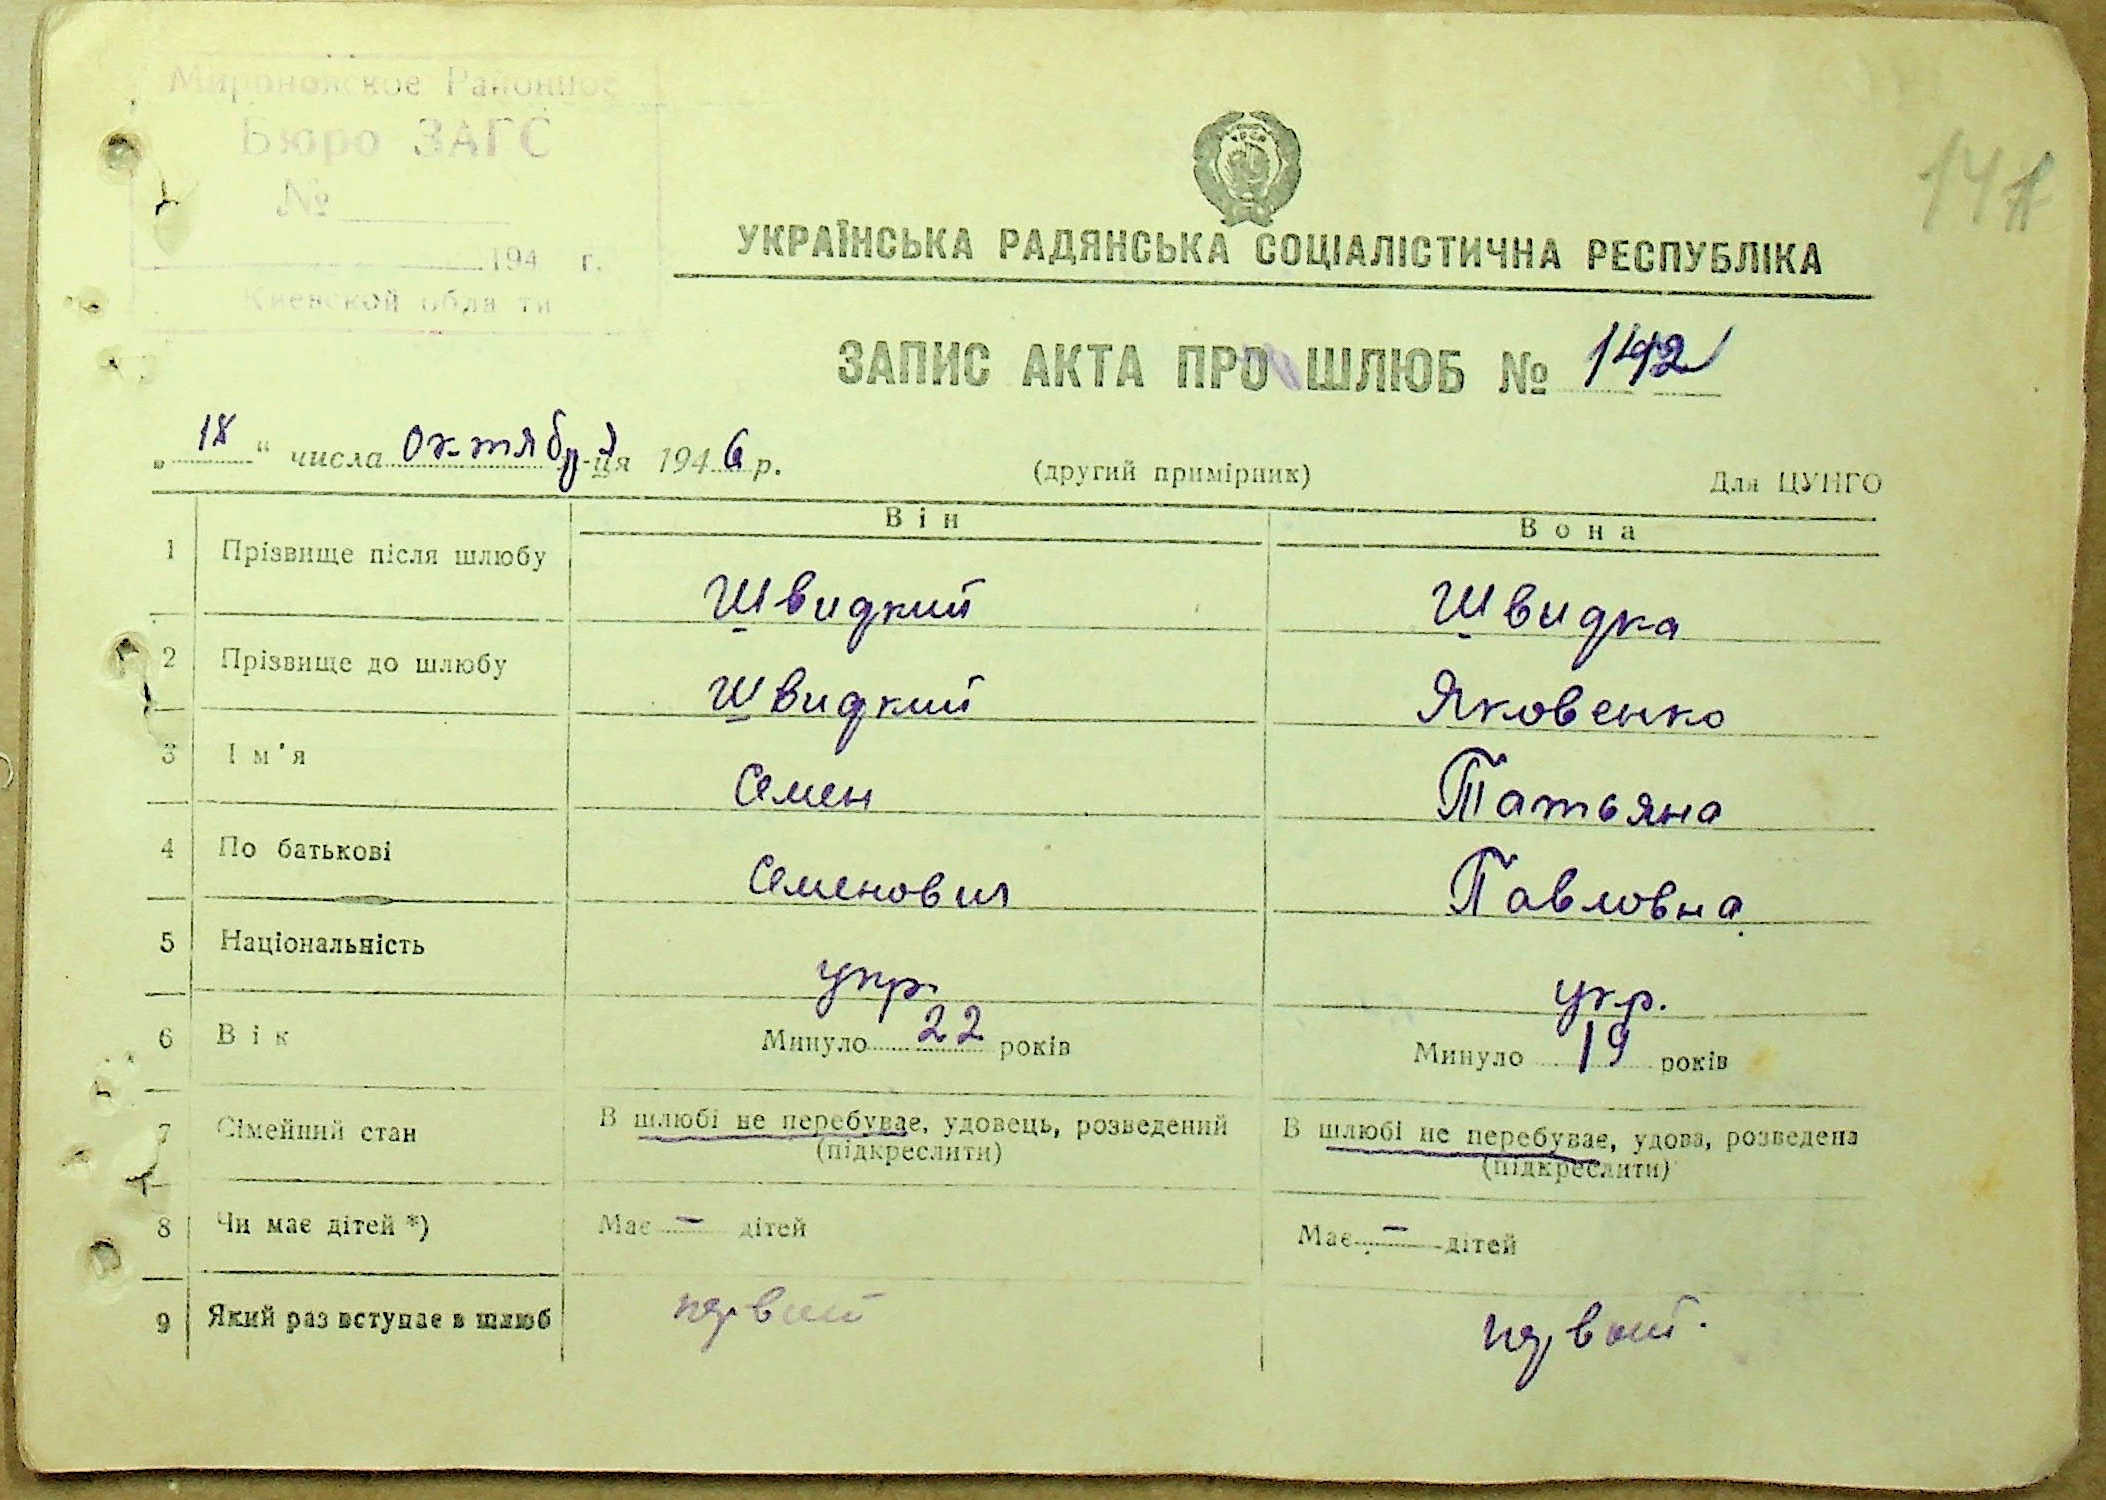 Мироновское Районное
Бюро ЗАГС
№
194 г.
Киевской области
УКРАЇНСЬКА РАДЯНСЬКА СОЦІАЛІСТИЧНА РЕСПУБЛІКА
ЗАПИС АКТА ПРО ШЛЮБ № 142
„ 18 “ числа октября -ця 1946 р. (другий примірник) Для ЦУНГО
Він Вона
1 Прізвище після шлюбу Швидкий Швидка
2 Прізвище до шлюбу Швидкий Яковенко
3 Ім'я Семен Татьяна
4 По батькові Семенович Павловна
5 Національність укр. укр.
6 Вік Минуло 22 років Минуло 19 років
7 Сімейний стан В шлюбі не перебуває, удовець, розведений В шлюбі не перебуває, удова, розведена
(підкреслити) (підкреслити)
8 Чи має дітей *) Має – дітей Має – дітей
9 Який раз вступає в шлюб первый первый.